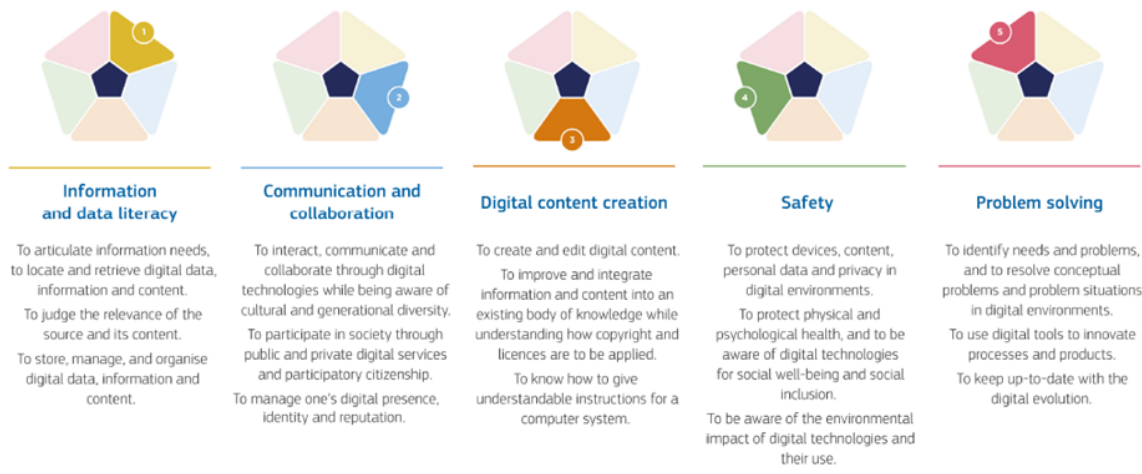 1
Information
and data literacy
To articulate information needs,
to locate and retrieve digital data,
information and content.
To judge the relevance of the
source and its content.
To store, manage, and organise
digital data, information and
content.
2
Communication and
collaboration
To interact, communicate and
collaborate through digital
technologies while being aware of
cultural and generational diversity.
To participate in society through
public and private digital services
and participatory citizenship.
To manage one's digital presence,
identity and reputation.
3
Digital content creation
To create and edit digital content.
To improve and integrate
information and content into an
existing body of knowledge while
understanding how copyright and
licences are to be applied.
To know how to give
understandable instructions for a
computer system.
4
Safety
To protect devices, content,
personal data and privacy in
digital environments.
To protect physical and
psychological health, and to be
aware of digital technologies
for social well-being and social
inclusion.
To be aware of the environmental
impact of digital technologies and
their use.
5
Problem solving
To identify needs and problems,
and to resolve conceptual
problems and problem situations
in digital environments.
To use digital tools to innovate
processes and products.
To keep up-to-date with the
digital evolution.